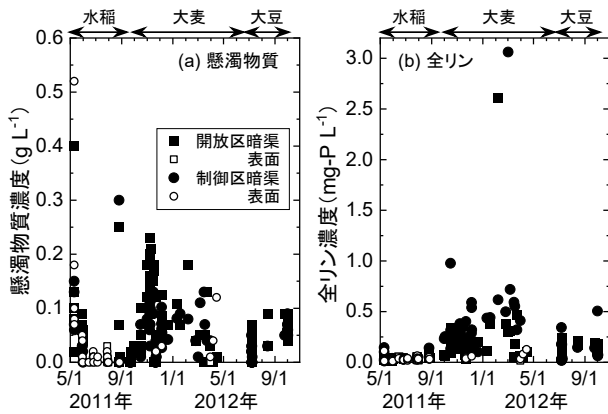 水稲 大麦 大豆
(a) 懸濁物質
懸濁物質濃度 (g L-1)
0.6
0.5
0.4
0.3
0.2
0.1
0.0
開放区暗渠
表面
制御区暗渠
表面
5/1 9/1 1/1 5/1 9/1
2011年 2012年
水稲 大麦 大豆
(b) 全リン
全リン濃度 (mg-P L-1)
3.0
2.5
2.0
1.5
1.0
0.5
0.0
5/1 9/1 1/1 5/1 9/1
2011年 2012年